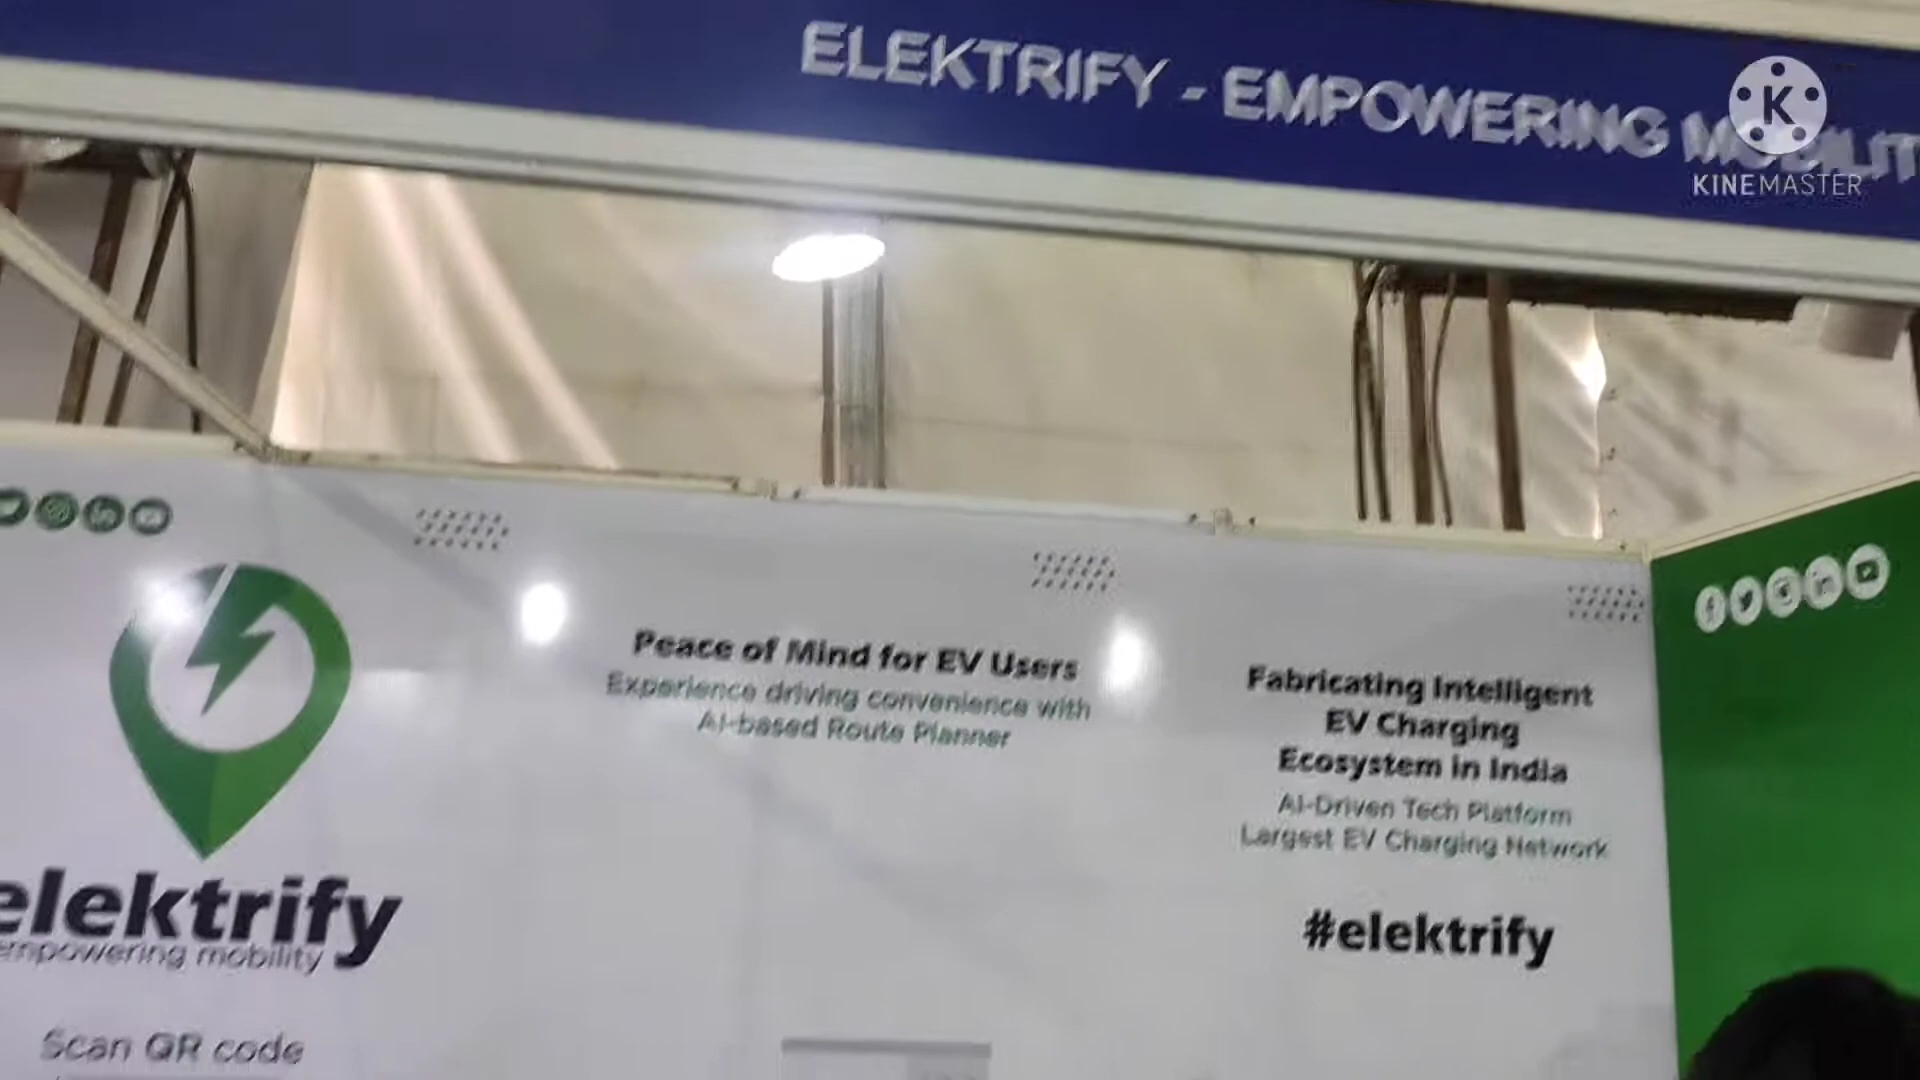 ELEKTRIFY - EMPOWERING MOBILIT
K
KINEMASTER
elektrify
empowering mobility
Scan QR code
Peace of Mind for EV Users
Experience driving convenience with
AI-based Route Planner
Fabricating Intelligent
EV Charging
Ecosystem in India
AI-Driven Tech Platform
Largest EV Charging Network
#elektrify